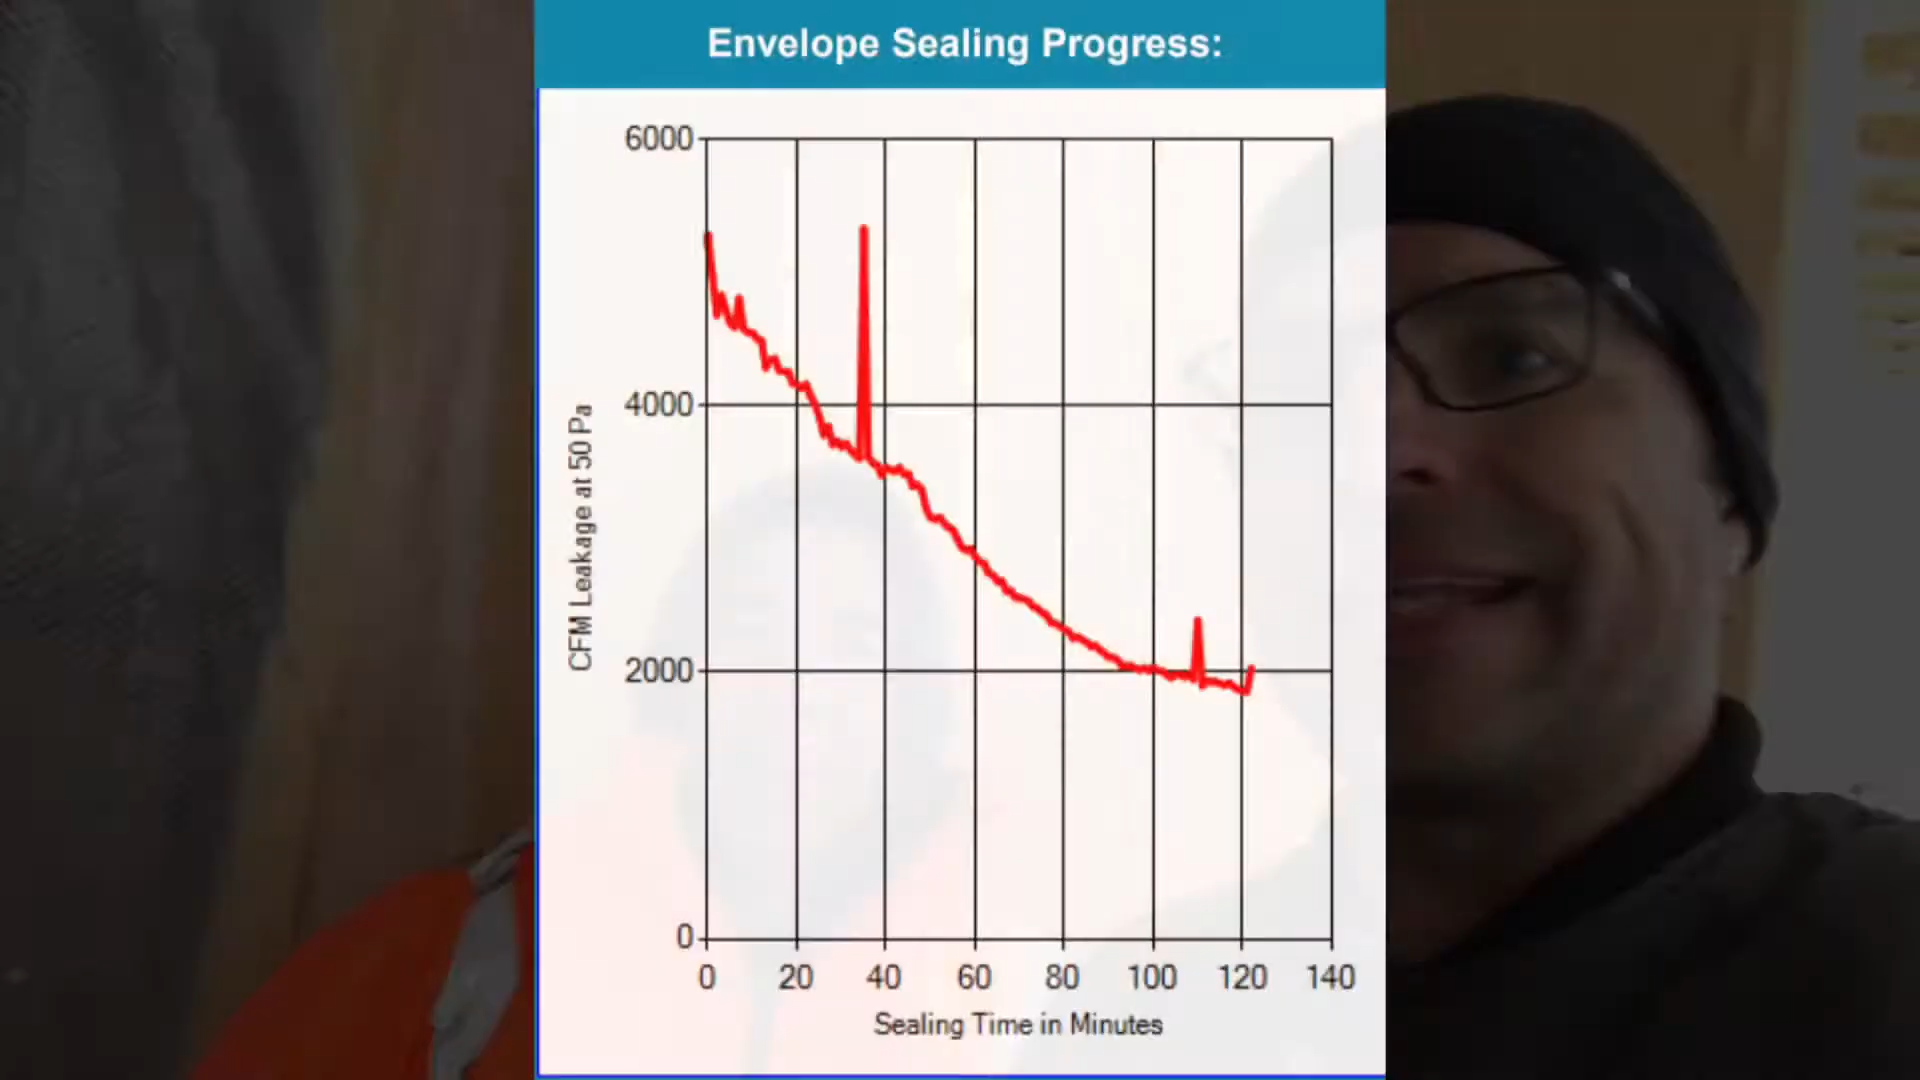 Envelope Sealing Progress:
6000
4000
2000
0
CFM Leakage at 50 Pa
0 20 40 60 80 100 120 140
Sealing Time in Minutes